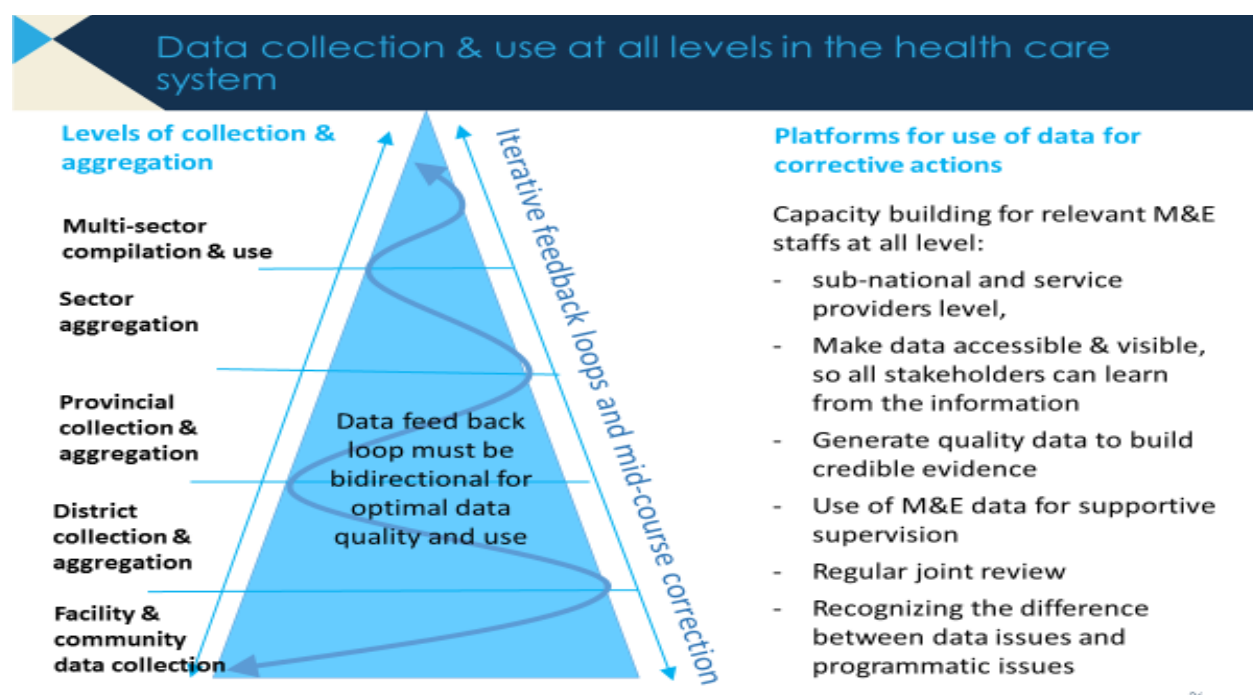 Data collection & use at all levels in the health care
system
Levels of collection &
aggregation
Multi-sector
compilation & use
Sector
aggregation
Provincial
collection &
aggregation
District
collection &
aggregation
Facility &
community
data collection
Data feed back
loop must be
bidirectional for
optimal data
quality and use
Iterative feedback loops and mid-course correction
Platforms for use of data for
corrective actions
Capacity building for relevant M&E
staffs at all level:
- sub-national and service
providers level,
- Make data accessible & visible,
so all stakeholders can learn
from the information
- Generate quality data to build
credible evidence
- Use of M&E data for supportive
supervision
- Regular joint review
- Recognizing the difference
between data issues and
programmatic issues